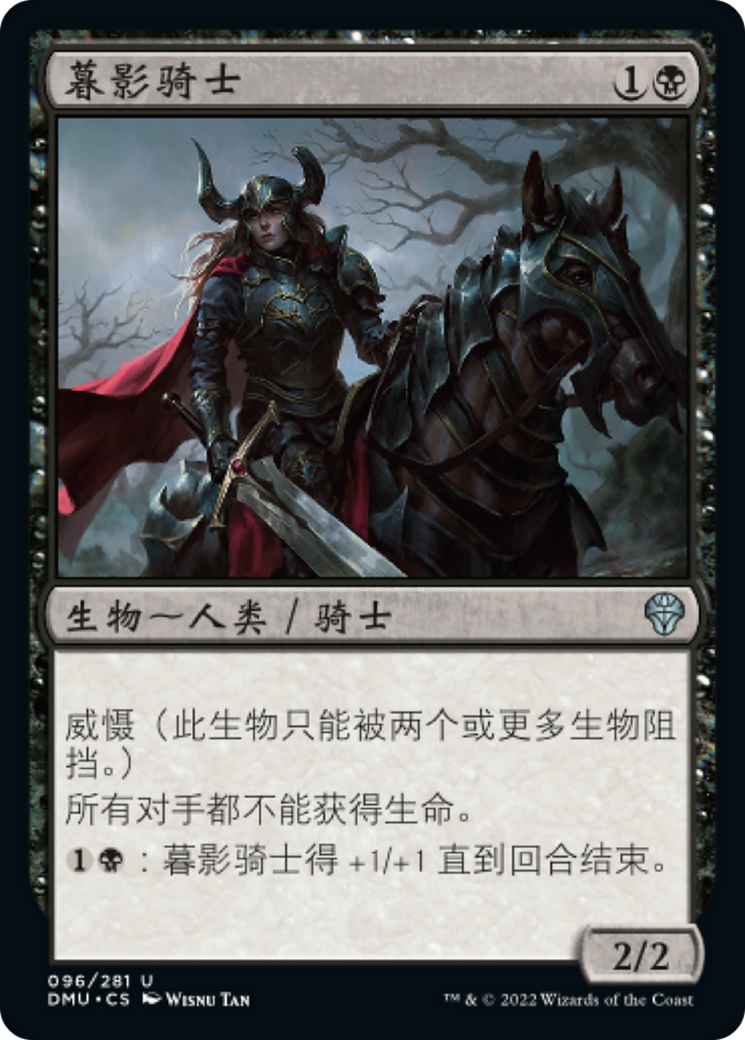 暮影骑士 1
生物～人类／骑士
威慑（此生物只能被两个或更多生物阻
挡。）
所有对手都不能获得生命。
1：暮影骑士得+1/+1直到回合结束。
2/2
096/281 U
DMU • CS Wisnu Tan
™ & © 2022 Wizards of the Coast